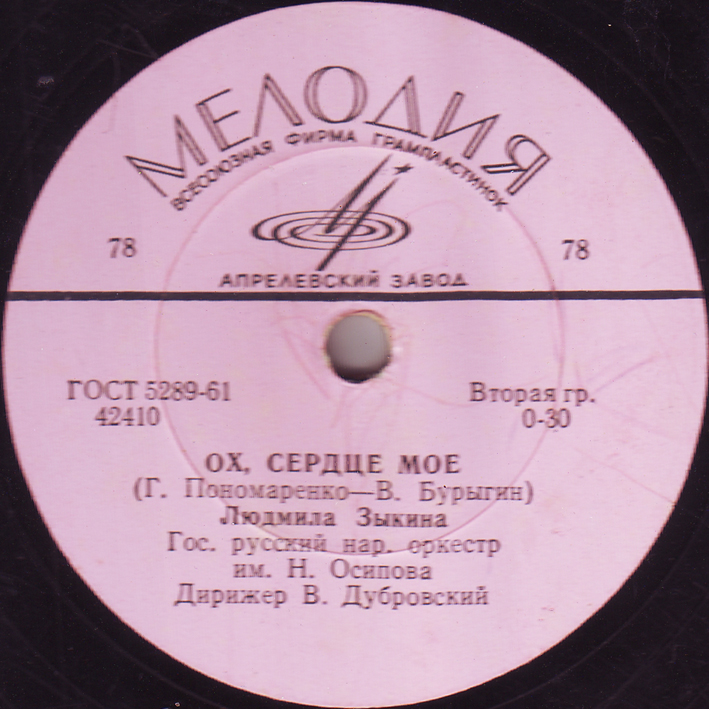 МЕЛОДИЯ
ВСЕСОЮЗНАЯ ФИРМА ГРАМПЛАСТИНОК
78 78
АПРЕЛЕВСКИЙ ЗАВОД
ГОСТ 5289-61 Вторая гр.
42410 0-30
ОХ, СЕРДЦЕ МОЕ
(Г. Пономаренко—В. Бурыгин)
Людмила Зыкина
Гос. русский нар. оркестр
им. Н. Осипова
Дирижер В. Дубровский